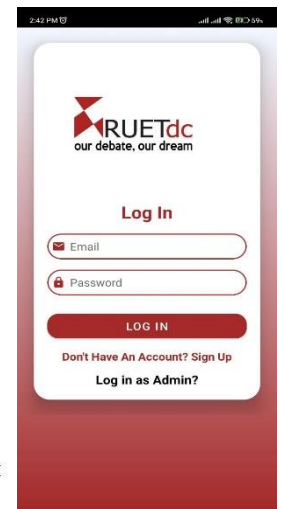 2:42 PM
59%
RUETdc
our debate, our dream
Log In
Email
Password
LOG IN
Don't Have An Account? Sign Up
Log in as Admin?